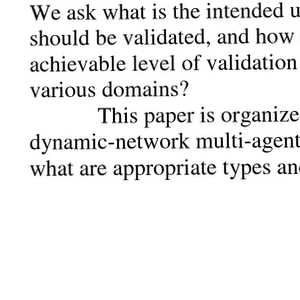 We ask what is the intended u
should be validated, and how
achievable level of validation
various domains?
This paper is organize
dynamic-network multi-agent
what are appropriate types an